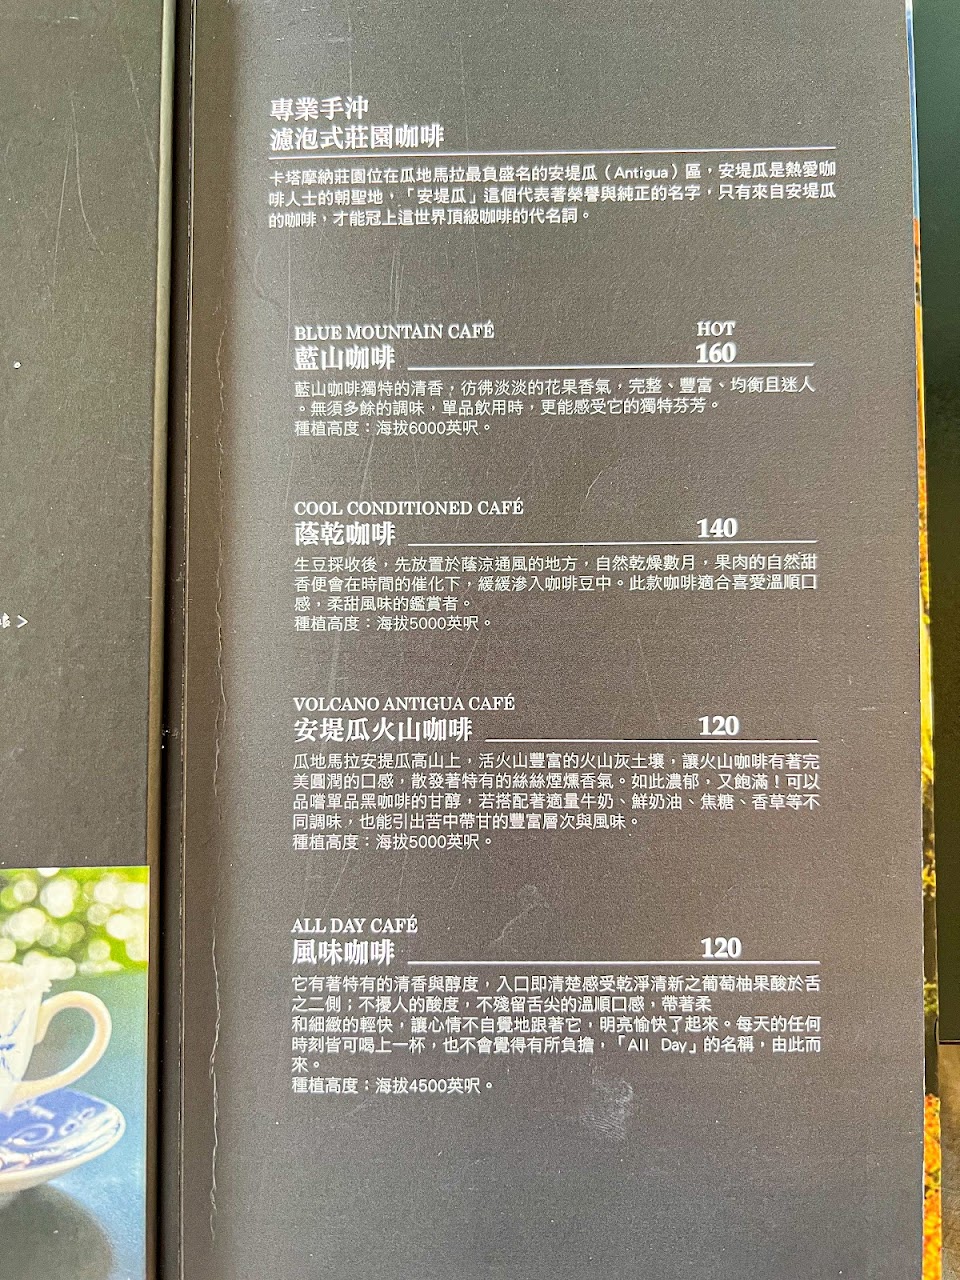 專業手沖
濾泡式莊園咖啡
卡塔摩納莊園位在瓜地馬拉最負盛名的安堤瓜（Antigua）區，安堤瓜是熱愛咖
啡人士的朝聖地，「安堤瓜」這個代表著榮譽與純正的名字，只有來自安堤瓜
的咖啡，才能冠上這世界頂級咖啡的代名詞。
BLUE MOUNTAIN CAFÉ HOT
藍山咖啡 160
藍山咖啡獨特的清香，彷彿淡淡的花果香氣，完整、豐富、均衡且迷人
。無須多餘的調味，單品飲用時，更能感受它的獨特芬芳。
種植高度：海拔6000英呎。
COOL CONDITIONED CAFÉ
蔭乾咖啡 140
生豆採收後，先放置於蔭涼通風的地方，自然乾燥數月，果肉的自然甜
香便會在時間的催化下，緩緩滲入咖啡豆中。此款咖啡適合喜愛溫順口
感，柔甜風味的鑑賞者。
種植高度：海拔5000英呎。
VOLCANO ANTIGUA CAFÉ
安堤瓜火山咖啡 120
瓜地馬拉安提瓜高山上，活火山豐富的火山灰土壤，讓火山咖啡有著完
美圓潤的口感，散發著特有的絲絲煙燻香氣。如此濃郁，又飽滿！可以
品嚐單品黑咖啡的甘醇，若搭配著適量牛奶、鮮奶油、焦糖、香草等不
同調味，也能引出苦中帶甘的豐富層次與風味。
種植高度：海拔5000英呎。
ALL DAY CAFÉ
風味咖啡 120
它有著特有的清香與醇度，入口即清楚感受乾淨清新之葡萄柚果酸於舌
之二側；不擾人的酸度，不殘留舌尖的溫順口感，帶著柔
和細緻的輕快，讓心情不自覺地跟著它，明亮愉快了起來。每天的任何
時刻皆可喝上一杯，也不會覺得有所負擔，「All Day」的名稱，由此而
來。
種植高度：海拔4500英呎。